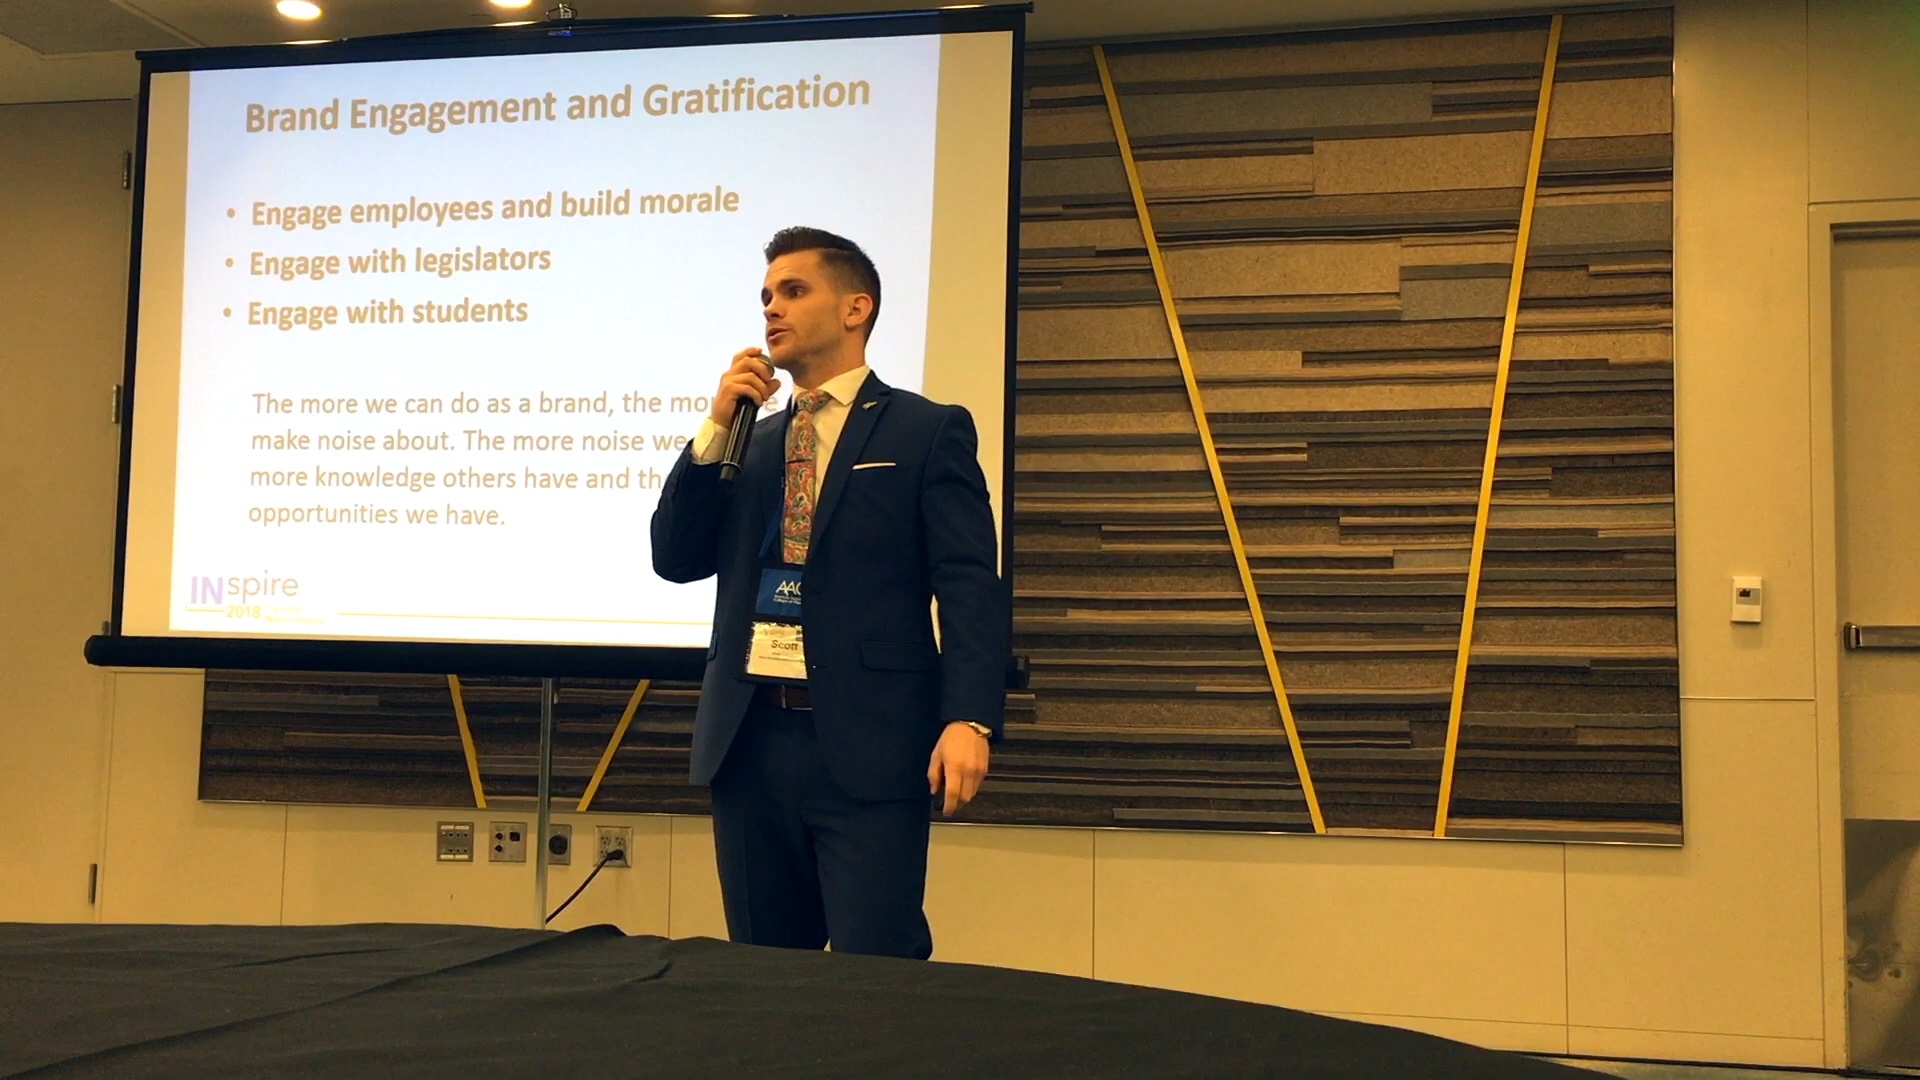 Brand Engagement and Gratification
• Engage employees and build morale
• Engage with legislators
• Engage with students
The more we can do as a brand, the
make noise about. The more noise we
more knowledge others have and
opportunities we have.
INspire
2018
AAC
Scott